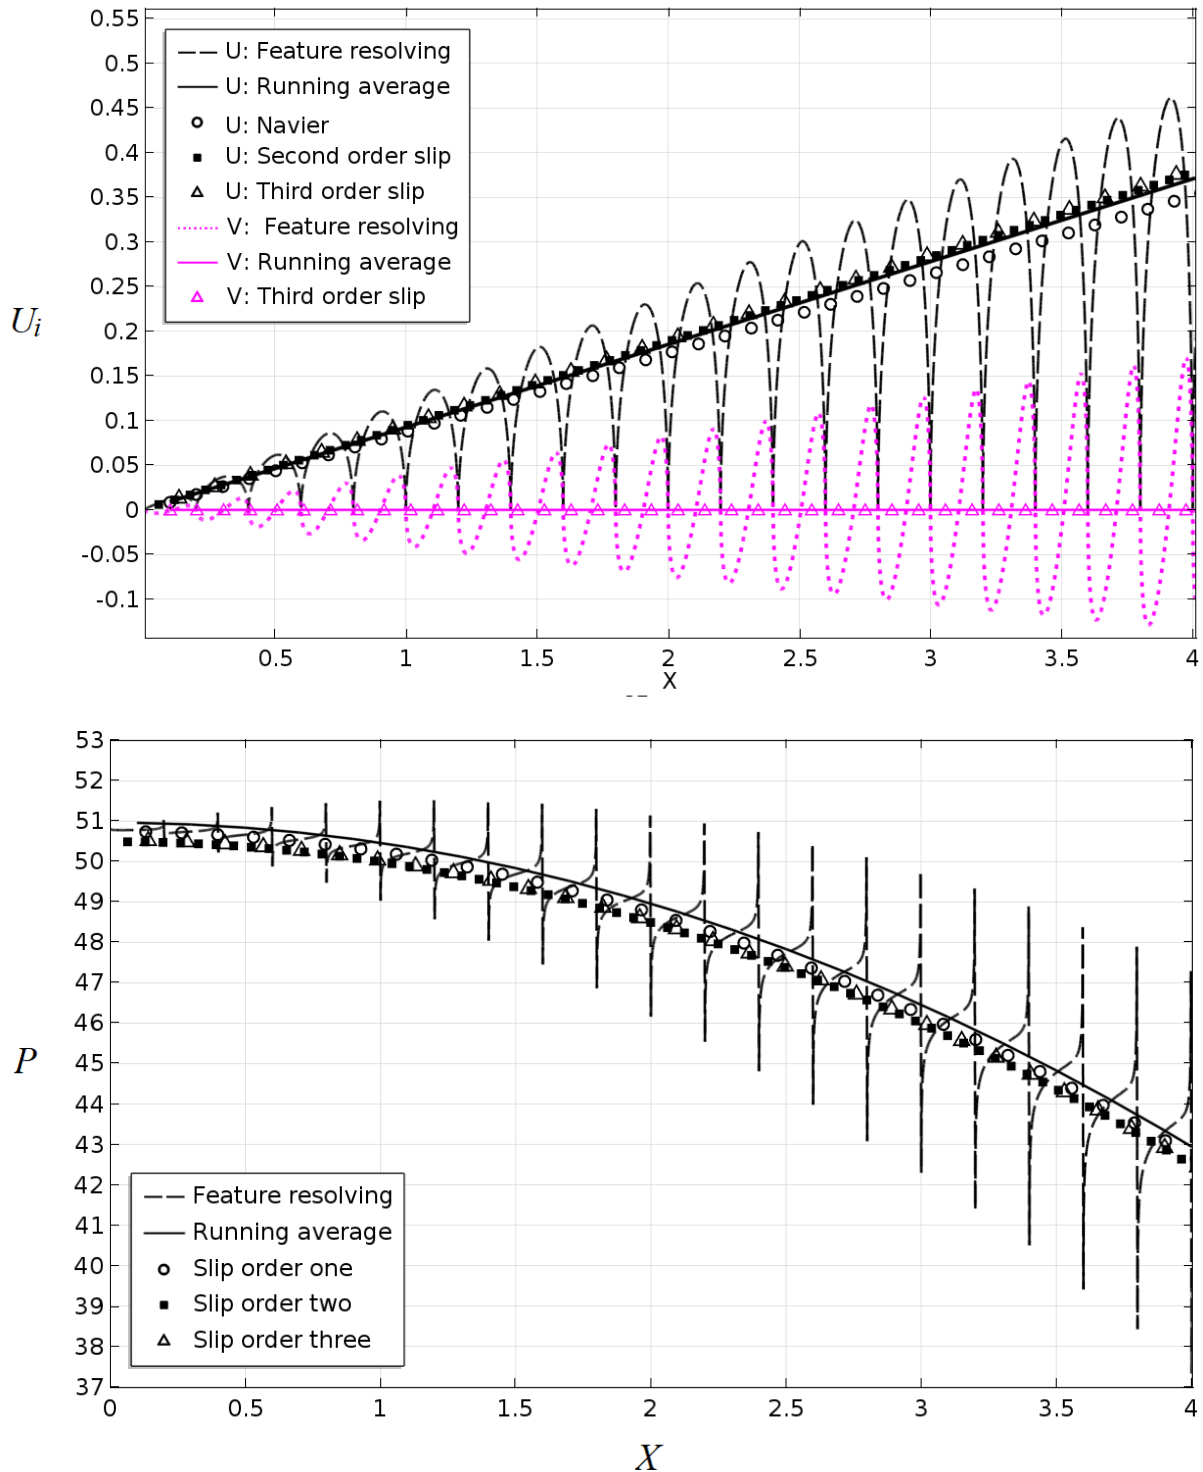 0.55
0.5
0.45
0.4
0.35
0.3
0.25
0.2
0.15
0.1
0.05
0
-0.05
-0.1
U: Feature resolving
U: Running average
U: Navier
U: Second order slip
U: Third order slip
V: Feature resolving
V: Running average
V: Third order slip
Ui
0.5 1 1.5 2 2.5 3 3.5 4
X
53
52
51
50
49
48
47
46
45
44
43
42
41
40
39
38
37
P
Feature resolving
Running average
Slip order one
Slip order two
Slip order three
0 0.5 1 1.5 2 2.5 3 3.5 4
X